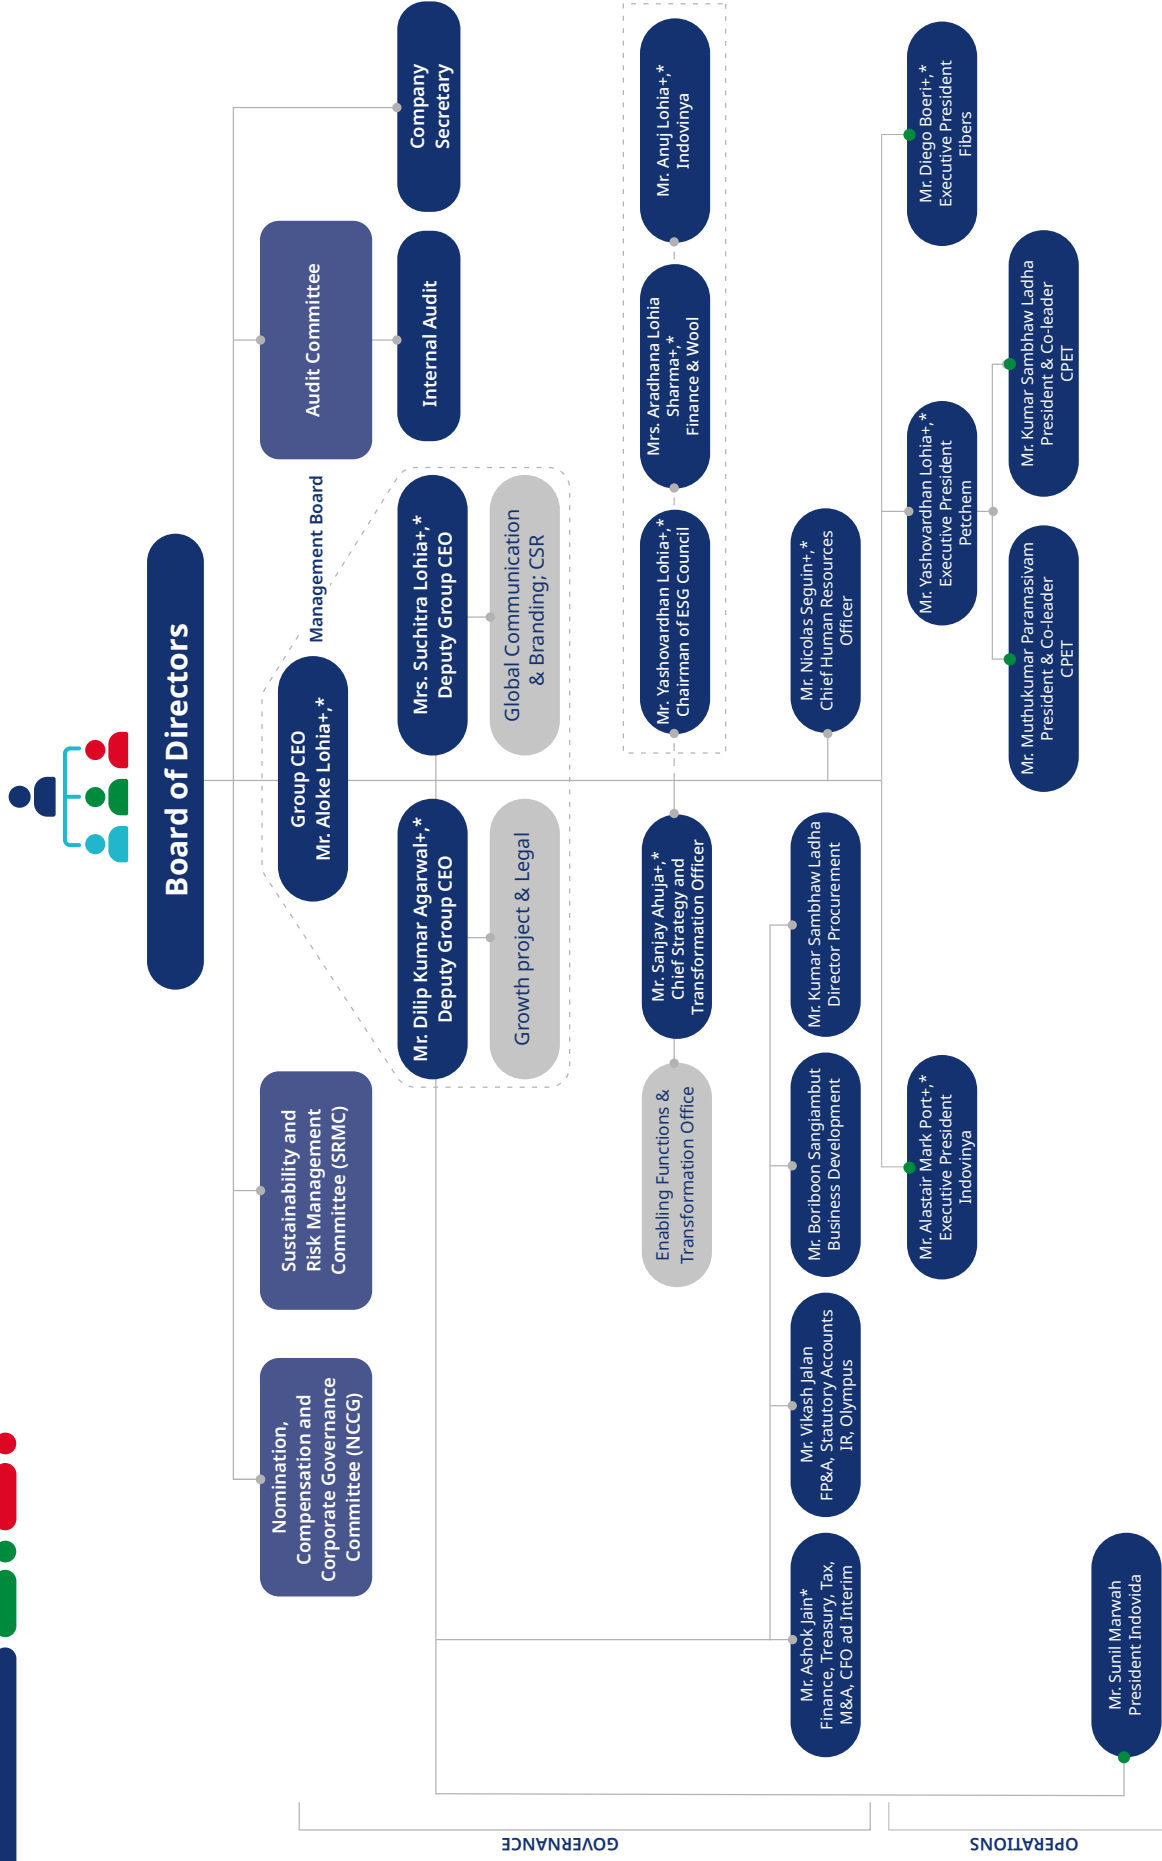 Board of Directors
Nomination,
Compensation and
Corporate Governance
Committee (NCCG)
Sustainability and
Risk Management
Committee (SRMC)
Group CEO
Mr. Aloke Lohia+,*
Management Board
Audit Committee
Company
Secretary
Internal Audit
Mr. Dilip Kumar Agarwal+,*
Deputy Group CEO
Mrs. Suchitra Lohia+,*
Deputy Group CEO
Growth project & Legal
Global Communication
& Branding; CSR
Enabling Functions &
Transformation Office
Mr. Sanjay Ahuja+,*
Chief Strategy and
Transformation Officer
Mr. Yashovardhan Lohia+,*
Chairman of ESG Council
Mrs. Aradhana Lohia
Sharma+,*
Finance & Wool
Mr. Anuj Lohia+,*
Indovinya
Mr. Ashok Jain*
Finance, Treasury, Tax,
M&A, CFO ad Interim
Mr. Vikash Jalan
FP&A, Statutory Accounts
IR, Olympus
Mr. Boriboon Sangiambut
Business Development
Mr. Kumar Sambhaw Ladha
Director Procurement
Mr. Nicolas Seguin+,*
Chief Human Resources
Officer
Mr. Alastair Mark Port+,*
Executive President
Indovinya
Mr. Yashovardhan Lohia+,*
Executive President
Petchem
Mr. Diego Boeri+,*
Executive President
Fibers
Mr. Muthukumar Paramasivam
President & Co-leader
CPET
Mr. Kumar Sambhaw Ladha
President & Co-leader
CPET
Mr. Sunil Marwah
President Indovida
GOVERNANCE
OPERATIONS